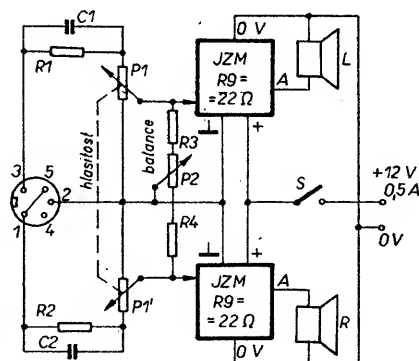 C1
0 V
R1
P1
JZM
R9 =
= 22 Ω
A
L
hlasitost
balance
R3
+
3
5
2
1
4
P2
S
+12 V
0,5 A
R4
0 V
+
P1'
JZM
R9 =
= 22 Ω
A
R
R2
C2
0 V